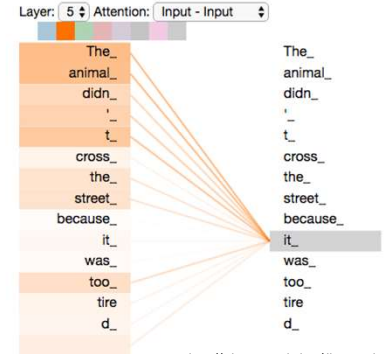 Layer: 5 Attention: Input - Input
The_ The_
animal_ animal_
didn_ didn_
'_ '_
t_ t_
cross_ cross_
the_ the_
street_ street_
because_ because_
it_ it_
was_ was_
too_ too_
tire tire
d_ d_